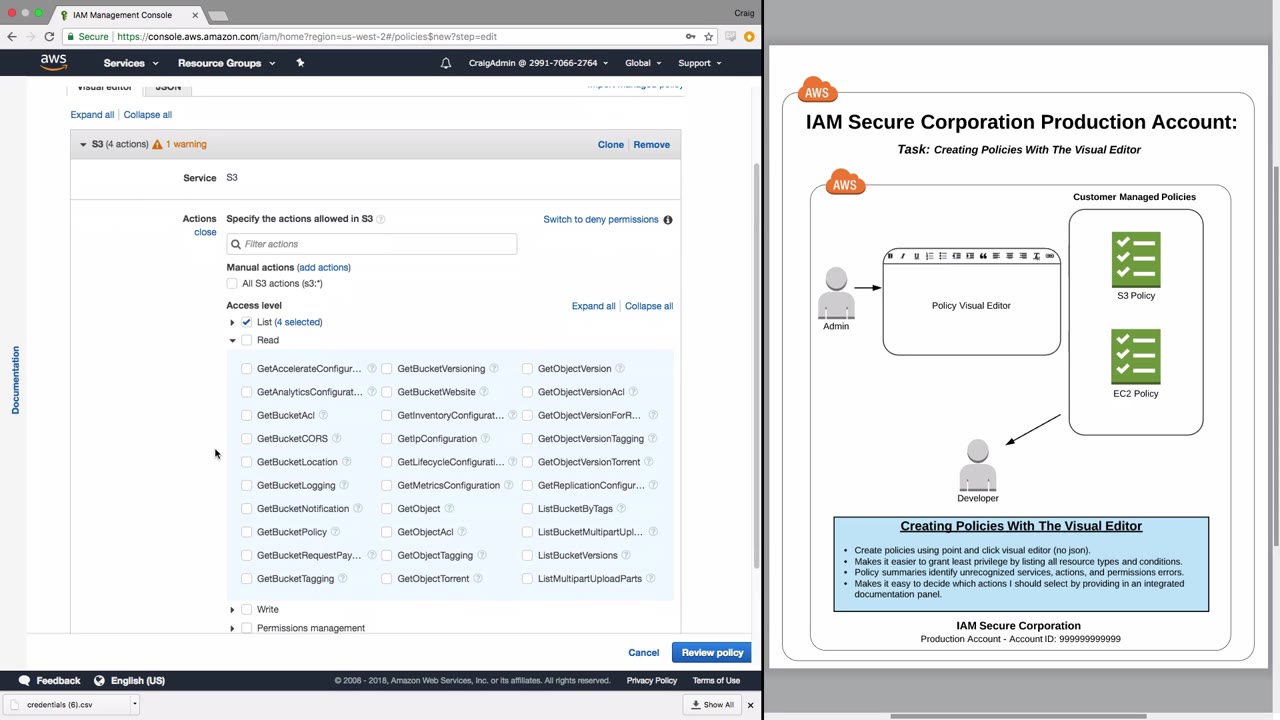 IAM Management Console
Craig
Secure | https://console.aws.amazon.com/iam/home?region=us-west-2#/policies$new?step=edit
aws
Services
Resource Groups
CraigAdmin @ 2991-7066-2764
Global
Support
Visual editor
JSON
Import managed policy
Expand all | Collapse all
S3 (4 actions) 1 warning
Clone | Remove
Service S3
Actions
close
Specify the actions allowed in S3
Switch to deny permissions
Filter actions
Manual actions (add actions)
All S3 actions (s3:*)
Access level
Expand all | Collapse all
List (4 selected)
Read
GetAccelerateConfigur... GetBucketVersioning GetObjectVersion
GetAnalyticsConfigurat... GetBucketWebsite GetObjectVersionAcl
GetBucketAcl GetInventoryConfigurat... GetObjectVersionForR...
GetBucketCORS GetIpConfiguration GetObjectVersionTagging
GetBucketLocation GetLifecycleConfigurati... GetObjectVersionTorrent
GetBucketLogging GetMetricsConfiguration GetReplicationConfigur...
GetBucketNotification GetObject ListBucketByTags
GetBucketPolicy GetObjectAcl ListBucketMultipartUpl...
GetBucketRequestPay... GetObjectTagging ListBucketVersions
GetBucketTagging GetObjectTorrent ListMultipartUploadParts
Write
Permissions management
Documentation
Cancel
Review policy
Feedback
English (US)
© 2008 - 2018, Amazon Web Services, Inc. or its affiliates. All rights reserved.
Privacy Policy
Terms of Use
credentials (6).csv
Show All
AWS
IAM Secure Corporation Production Account:
Task: Creating Policies With The Visual Editor
AWS
Customer Managed Policies
Policy Visual Editor
Admin
S3 Policy
EC2 Policy
Developer
Creating Policies With The Visual Editor
• Create policies using point and click visual editor (no json).
• Makes it easier to grant least privilege by listing all resource types and conditions.
• Policy summaries identify unrecognized services, actions, and permissions errors.
• Makes it easy to decide which actions I should select by providing in an integrated
documentation panel.
IAM Secure Corporation
Production Account - Account ID: 999999999999